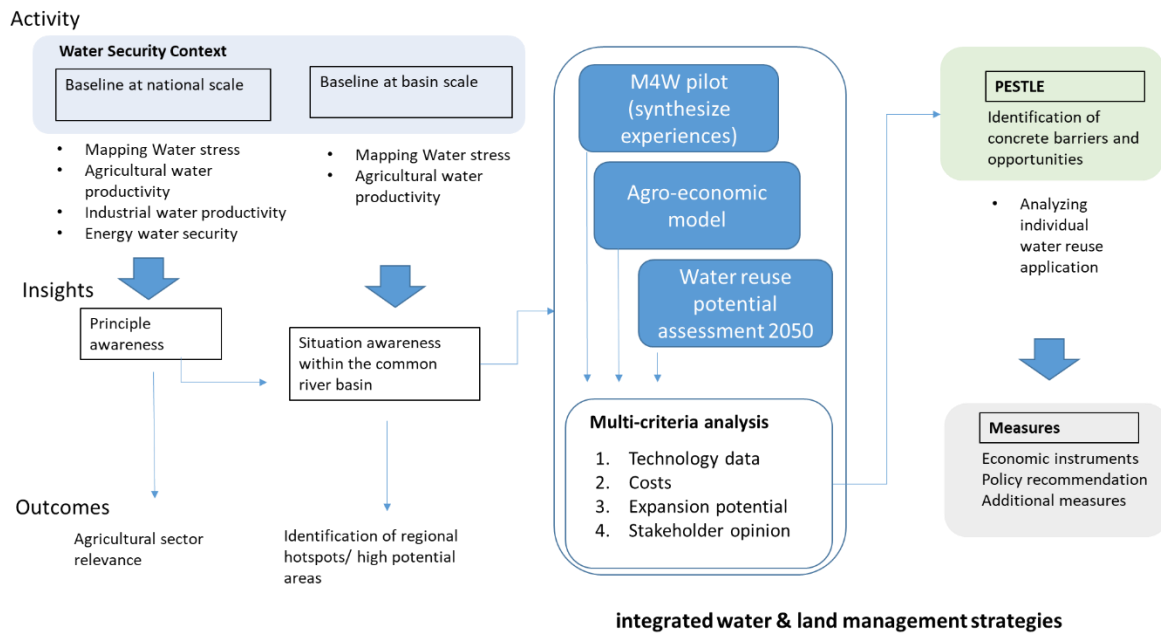 Activity
Water Security Context
Baseline at national scale
Baseline at basin scale
• Mapping Water stress
• Agricultural water
productivity
• Industrial water productivity
• Energy water security
• Mapping Water stress
• Agricultural water
productivity
Insights
Principle
awareness
Situation awareness
within the common
river basin
Outcomes
Agricultural sector
relevance
Identification of regional
hotspots/ high potential
areas
M4W pilot
(synthesize
experiences)
Agro-economic
model
Water reuse
potential
assessment 2050
Multi-criteria analysis
1. Technology data
2. Costs
3. Expansion potential
4. Stakeholder opinion
PESTLE
Identification of
concrete barriers and
opportunities
• Analyzing
individual
water reuse
application
Measures
Economic instruments
Policy recommendation
Additional measures
integrated water & land management strategies